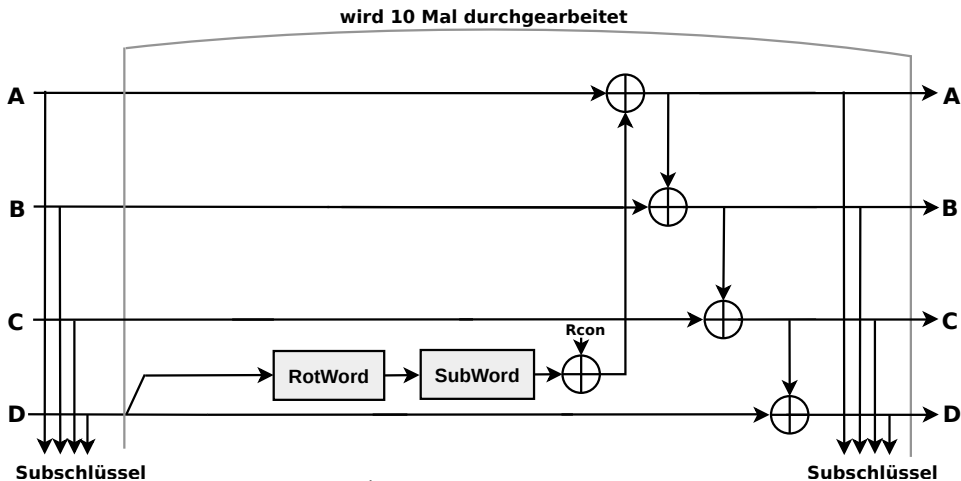 wird 10 Mal durchgearbeitet
A
A
B
B
C
C
Rcon
RotWord
SubWord
D
D
Subschlüssel
Subschlüssel